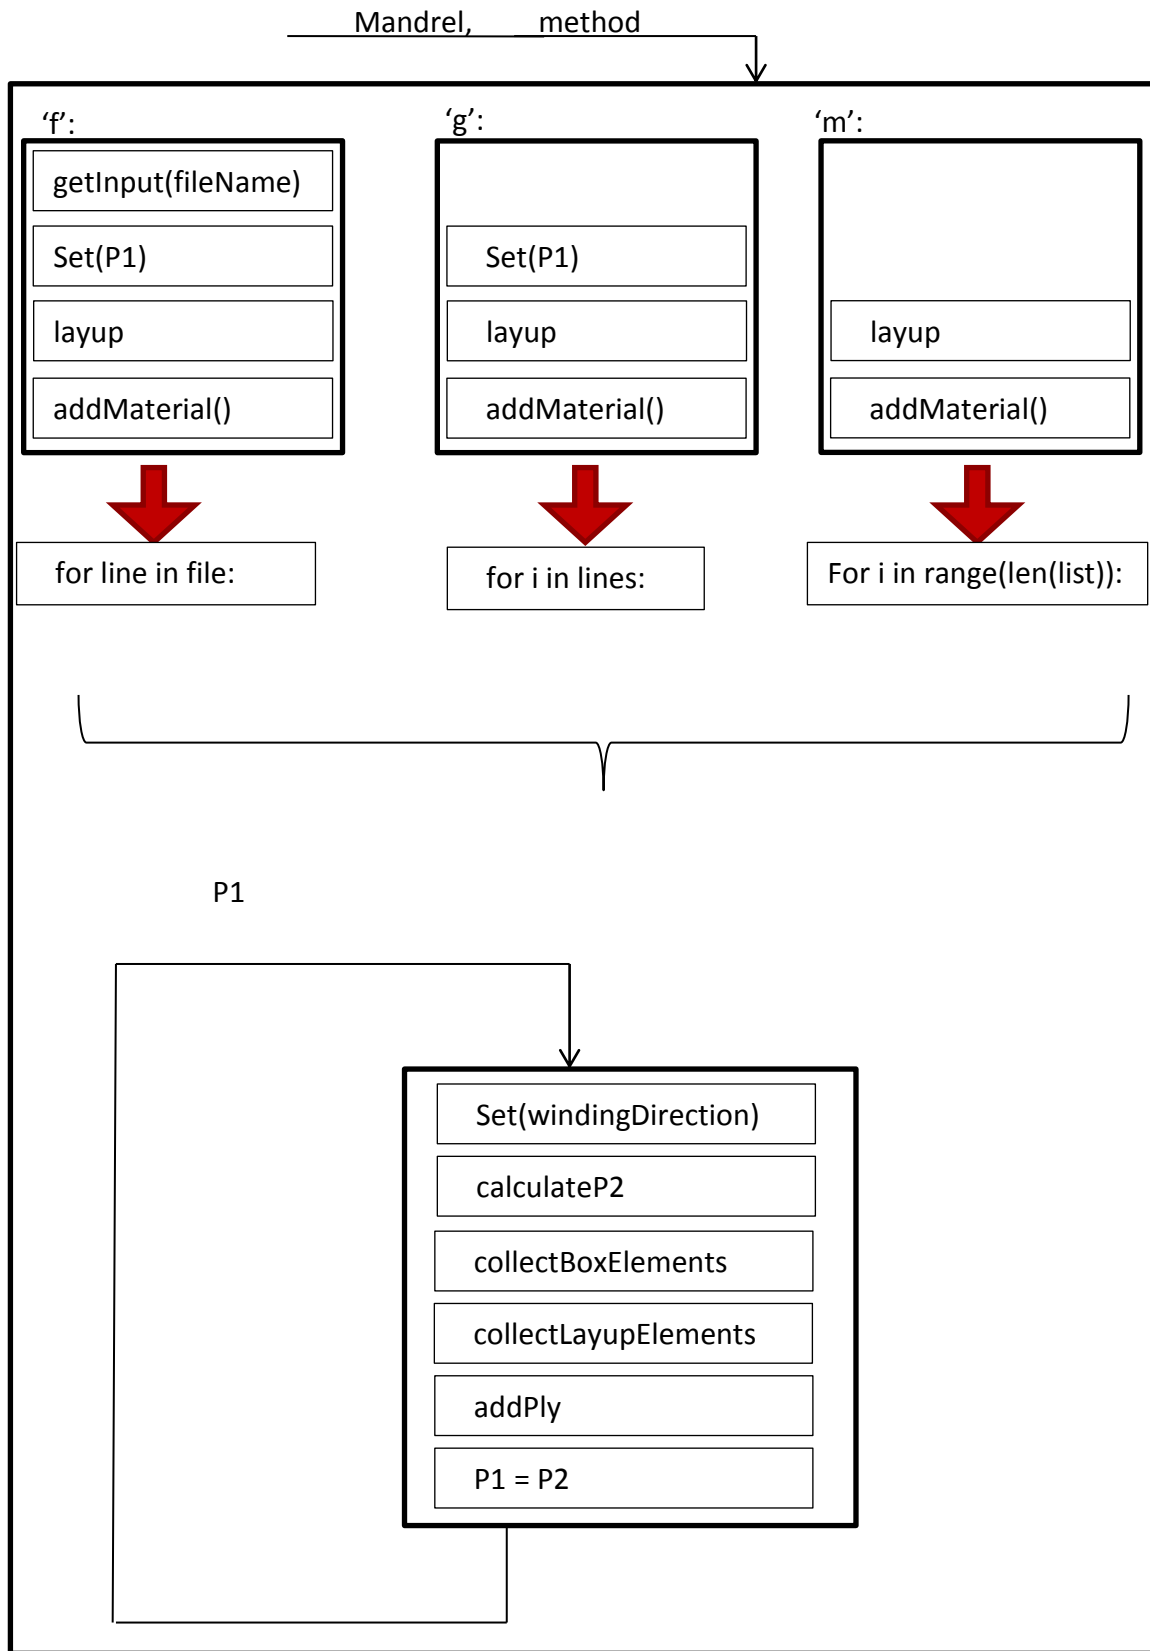 Mandrel, method
‘f’:
getInput(fileName)
Set(P1)
layup
addMaterial()
for line in file:
‘g’:
Set(P1)
layup
addMaterial()
for i in lines:
‘m’:
layup
addMaterial()
For i in range(len(list)):
P1
Set(windingDirection)
calculateP2
collectBoxElements
collectLayupElements
addPly
P1 = P2